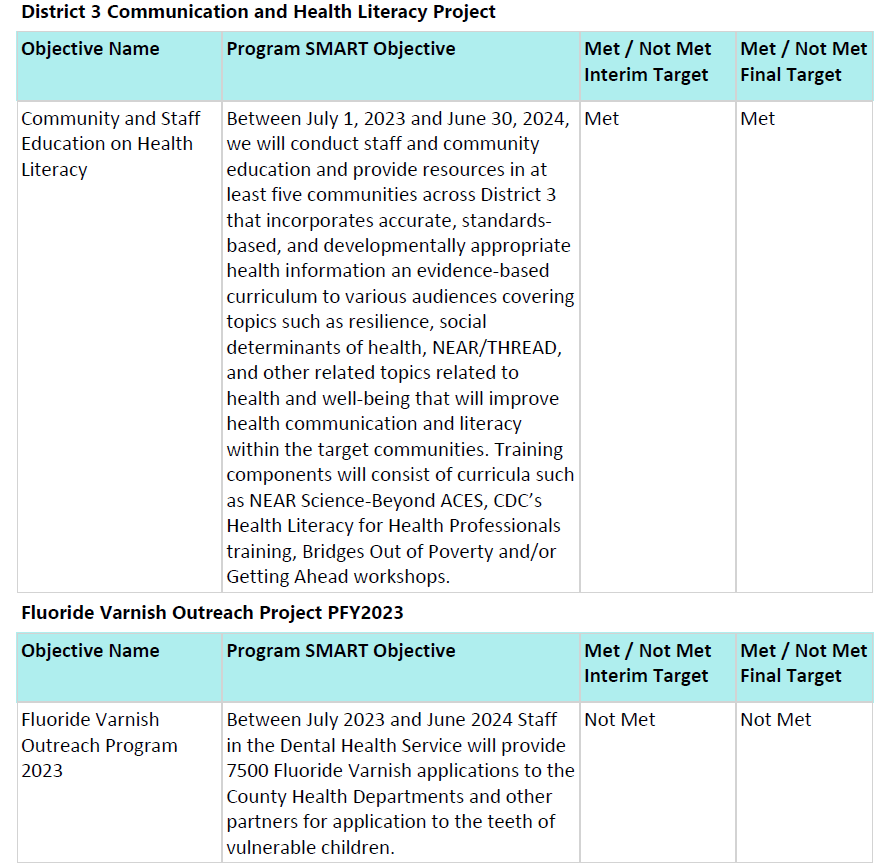 District 3 Communication and Health Literacy Project
Objective Name
Program SMART Objective
Met / Not Met
Interim Target
Met / Not Met
Final Target
Community and Staff
Education on Health
Literacy
Between July 1, 2023 and June 30, 2024,
we will conduct staff and community
education and provide resources in at
least five communities across District 3
that incorporates accurate, standards-
based, and developmentally appropriate
health information an evidence-based
curriculum to various audiences covering
topics such as resilience, social
determinants of health, NEAR/THREAD,
and other related topics related to
health and well-being that will improve
health communication and literacy
within the target communities. Training
components will consist of curricula such
as NEAR Science-Beyond ACES, CDC’s
Health Literacy for Health Professionals
training, Bridges Out of Poverty and/or
Getting Ahead workshops.
Met
Met
Fluoride Varnish Outreach Project PFY2023
Objective Name
Program SMART Objective
Met / Not Met
Interim Target
Met / Not Met
Final Target
Fluoride Varnish
Outreach Program
2023
Between July 2023 and June 2024 Staff
in the Dental Health Service will provide
7500 Fluoride Varnish applications to the
County Health Departments and other
partners for application to the teeth of
vulnerable children.
Not Met
Not Met